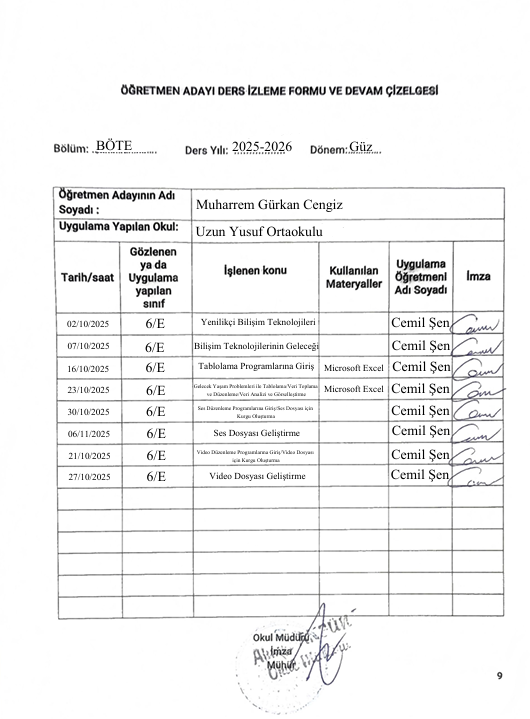 ÖĞRETMEN ADAYI DERS İZLEME FORMU VE DEVAM ÇİZELGESİ
Bölüm: BÖTE Ders Yılı: 2025-2026 Dönem: Güz
Öğretmen Adayının Adı Soyadı : Muharrem Gürkan Cengiz
Uygulama Yapılan Okul: Uzun Yusuf Ortaokulu
Tarih/saat Gözlenen ya da Uygulama yapılan sınıf İşlenen konu Kullanılan Materyaller Uygulama Öğretmeni Adı Soyadı İmza
02/10/2025 6/E Yenilikçi Bilişim Teknolojileri Cemil Şen
07/10/2025 6/E Bilişim Teknolojilerinin Geleceği Cemil Şen
16/10/2025 6/E Tablolama Programlarına Giriş Microsoft Excel Cemil Şen
23/10/2025 6/E Gelecek Yaşam Problemleri ile Tablolama/Veri Toplama ve Düzenleme/Veri Analizi ve Görselleştirme Microsoft Excel Cemil Şen
30/10/2025 6/E Ses Düzenleme Programlarına Giriş/Ses Dosyası için Kurgu Oluşturma Cemil Şen
06/11/2025 6/E Ses Dosyası Geliştirme Cemil Şen
21/10/2025 6/E Video Düzenleme Programlarına Giriş/Video Dosyası için Kurgu Oluşturma Cemil Şen
27/10/2025 6/E Video Dosyası Geliştirme Cemil Şen
Okul Müdürü
İmza
Mühür
9